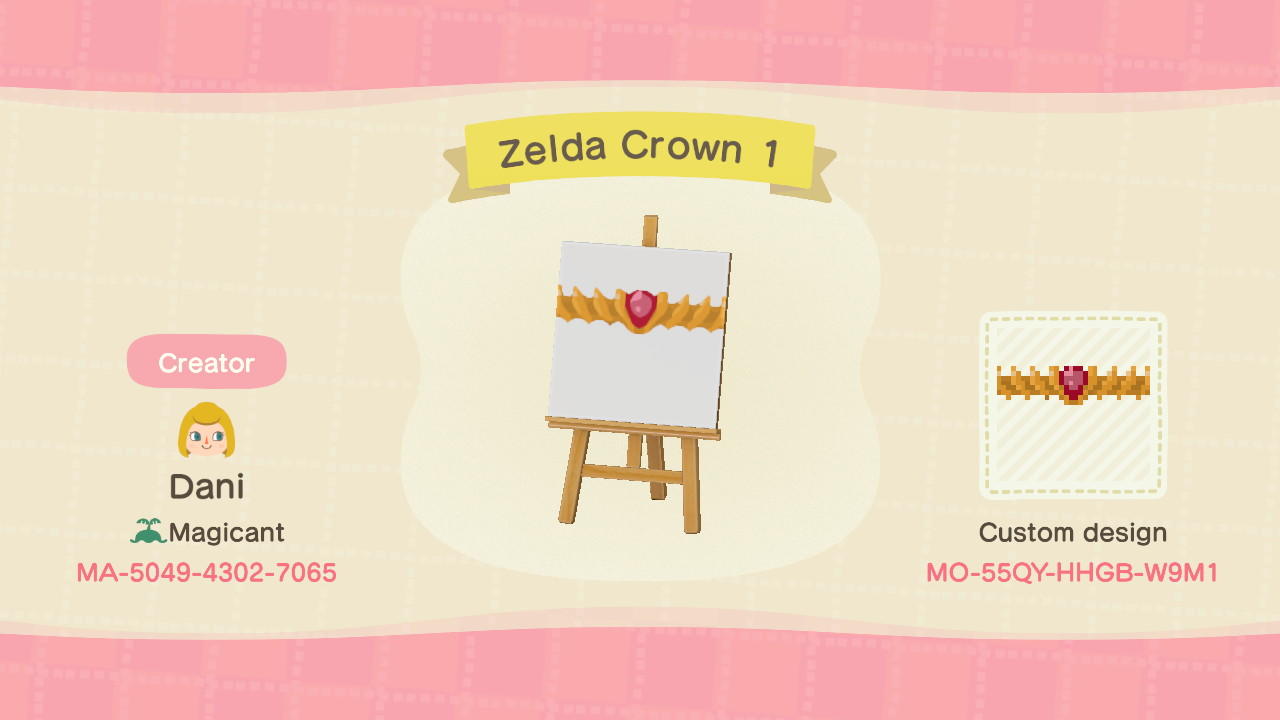 Zelda Crown 1
Creator
Dani
Magicant
MA-5049-4302-7065
Custom design
MO-55QY-HHGB-W9M1